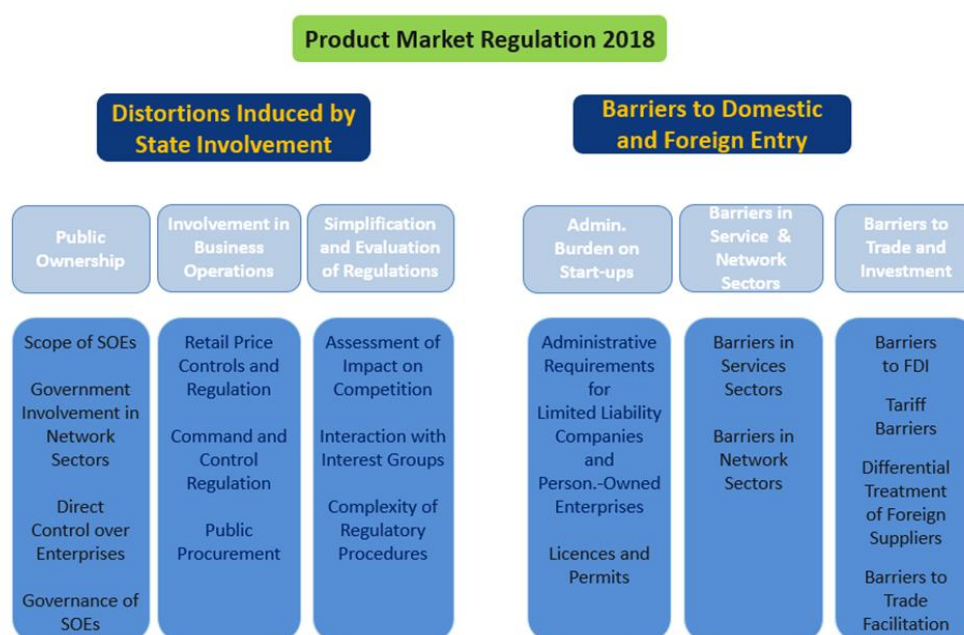 Product Market Regulation 2018
Distortions Induced by
State Involvement
Barriers to Domestic
and Foreign Entry
Public
Ownership
Involvement in
Business
Operations
Simplification
and Evaluation
of Regulations
Admin.
Burden on
Start-ups
Barriers in
Service &
Network
Sectors
Barriers to
Trade and
Investment
Scope of SOEs
Government
Involvement in
Network
Sectors
Direct
Control over
Enterprises
Governance of
SOEs
Retail Price
Controls and
Regulation
Command and
Control
Regulation
Public
Procurement
Assessment of
Impact on
Competition
Interaction with
Interest Groups
Complexity of
Regulatory
Procedures
Administrative
Requirements
for
Limited Liability
Companies
and
Person.-Owned
Enterprises
Licences and
Permits
Barriers in
Services
Sectors
Barriers in
Network
Sectors
Barriers
to FDI
Tariff
Barriers
Differential
Treatment
of Foreign
Suppliers
Barriers to
Trade
Facilitation